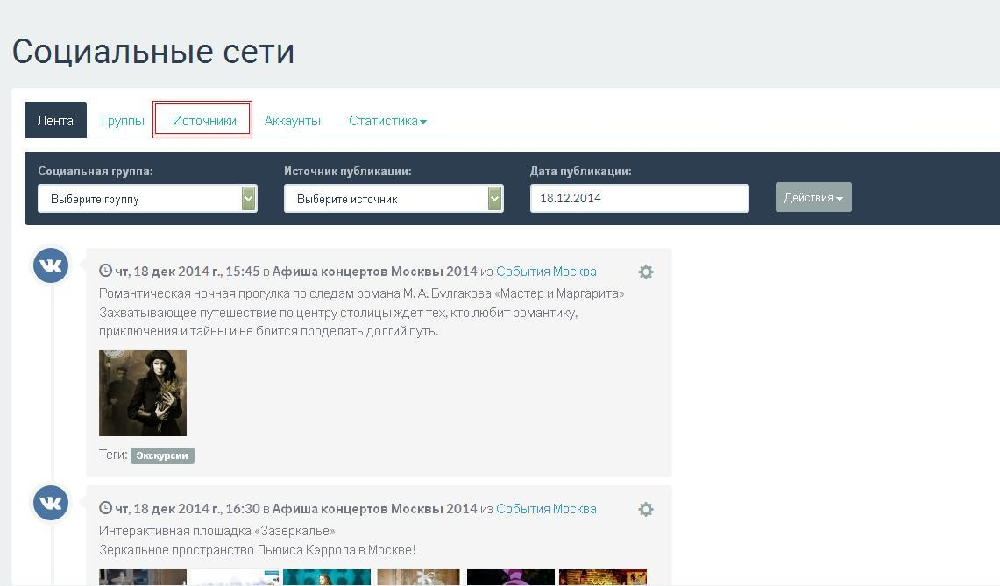 Социальные сети
Лента Группы Источники Аккаунты Статистика
Социальная группа: Источник публикации: Дата публикации:
Выберите группу Выберите источник 18.12.2014 Действия
чт, 18 дек 2014 г., 15:45 в Афиша концертов Москвы 2014 из События Москва
Романтическая ночная прогулка по следам романа М. А. Булгакова «Мастер и Маргарита»
Захватывающее путешествие по центру столицы ждет тех, кто любит романтику,
приключения и тайны и не боится проделать долгий путь.
Теги: Экскурсии
чт, 18 дек 2014 г., 16:30 в Афиша концертов Москвы 2014 из События Москва
Интерактивная площадка «Зазеркалье»
Зеркальное пространство Льюиса Кэррола в Москве!